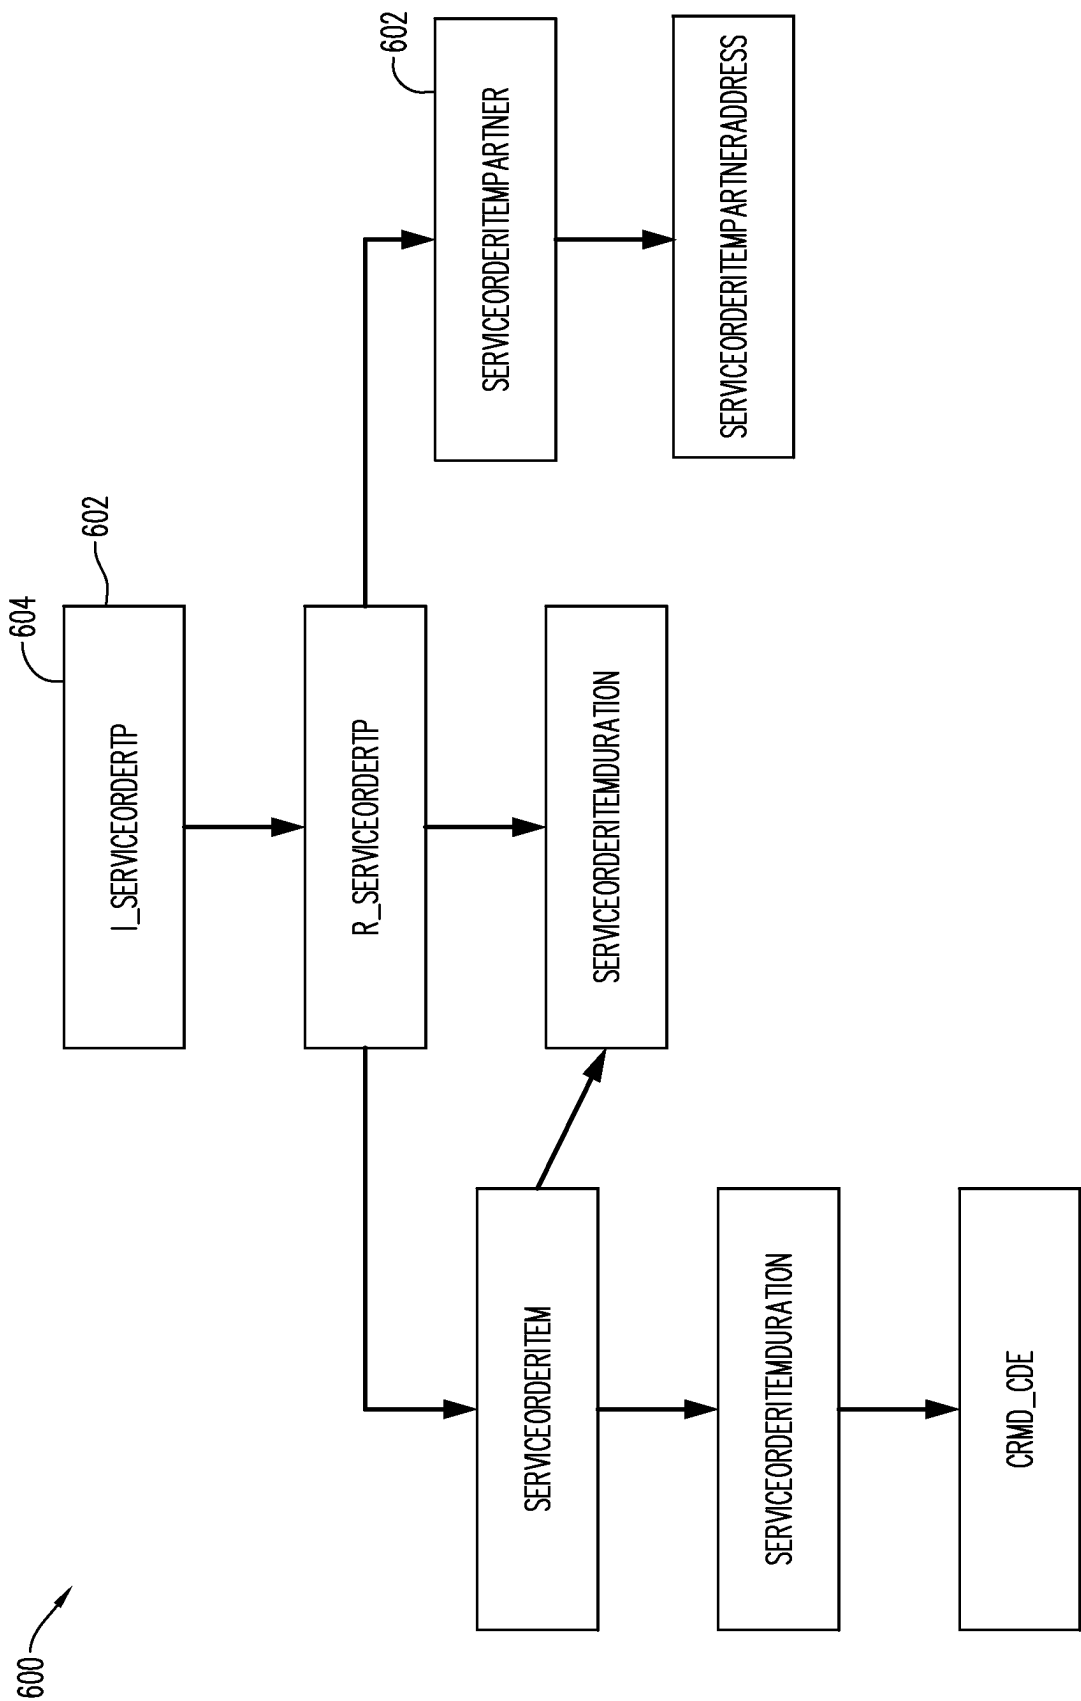 600
604
602
I_SERVICEORDERTP
R_SERVICEORDERTP
602
SERVICEORDERITEM
SERVICEORDERITEMDURATION
SERVICEORDERITEMPARTNER
SERVICEORDERITEMDURATION
SERVICEORDERITEMPARTNERADDRESS
CRMD_CDE